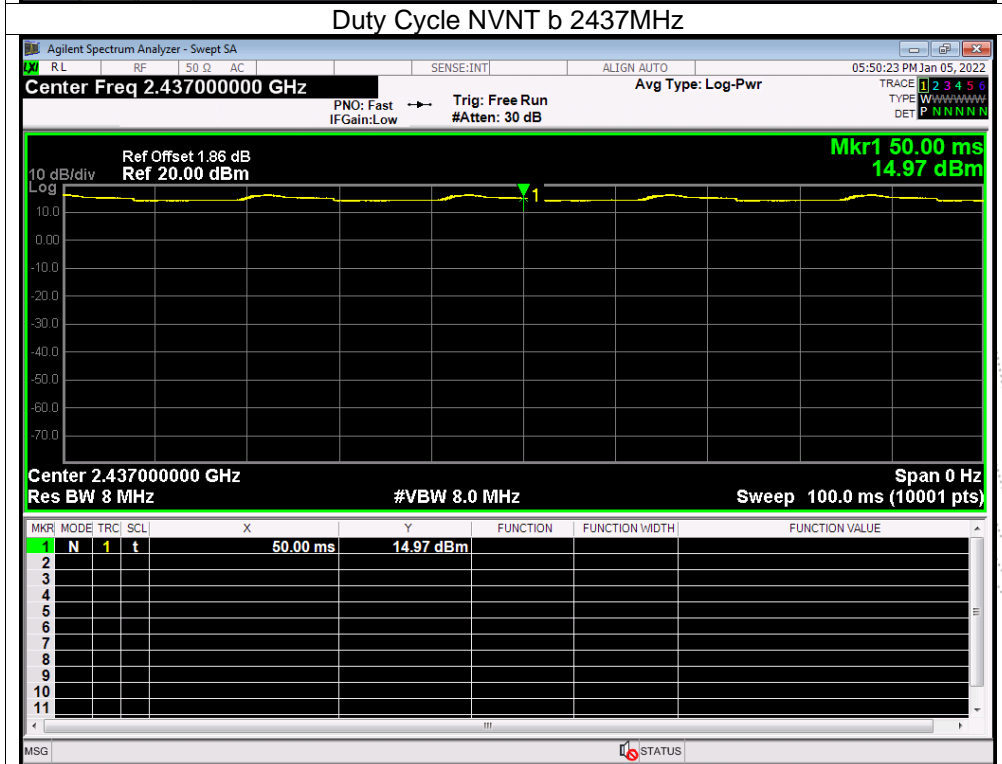 Duty Cycle NVNT b 2437MHz
Agilent Spectrum Analyzer - Swept SA
LXI RL RF 50 Ω AC SENSE:INT ALIGN AUTO 05:50:23 PM Jan 05, 2022
Center Freq 2.437000000 GHz
PNO: Fast
IFGain:Low
Trig: Free Run
#Atten: 30 dB
Avg Type: Log-Pwr
TRACE 1 2 3 4 5 6
TYPE WWWWWW
DET P N N N N N
Ref Offset 1.86 dB
Ref 20.00 dBm
Mkr1 50.00 ms
14.97 dBm
10 dB/div
Log
1
10.0
0.00
-10.0
-20.0
-30.0
-40.0
-50.0
-60.0
-70.0
Center 2.437000000 GHz
Span 0 Hz
Res BW 8 MHz
#VBW 8.0 MHz
Sweep 100.0 ms (10001 pts)
MKR MODE TRC SCL X Y FUNCTION FUNCTION WIDTH FUNCTION VALUE
1 N 1 t 50.00 ms 14.97 dBm
2
3
4
5
6
7
8
9
10
11
MSG STATUS